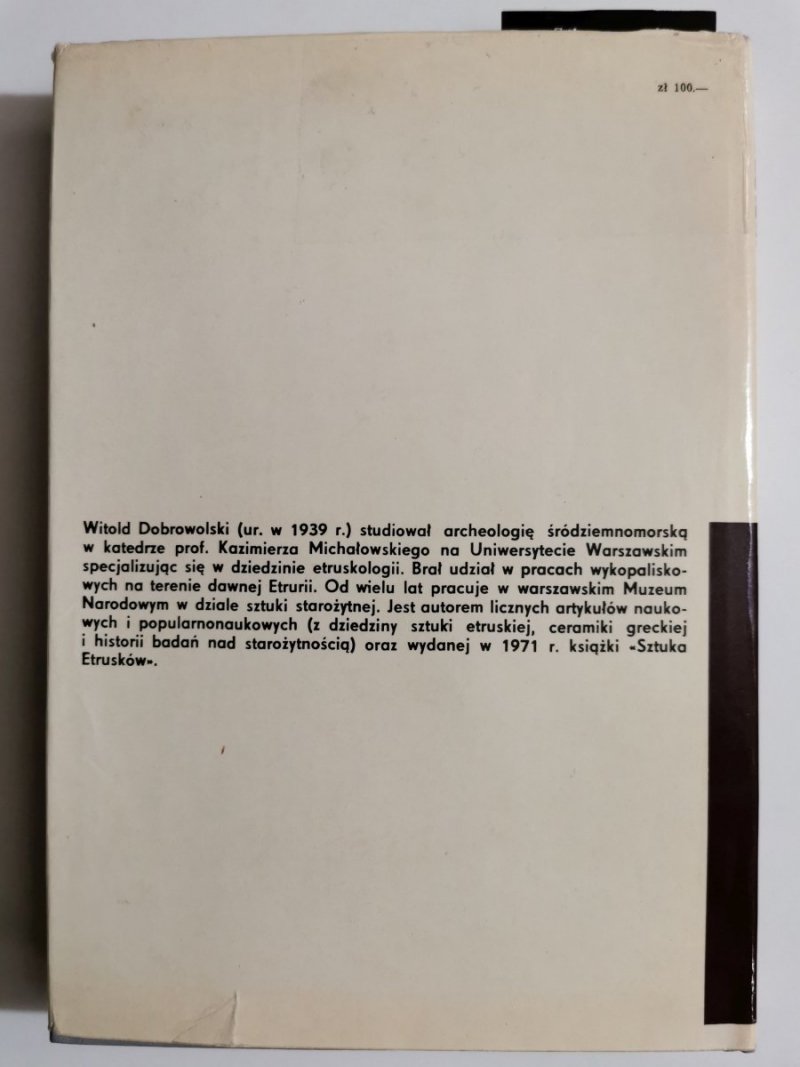 zł 100.—
Witold Dobrowolski (ur. w 1939 r.) studiował archeologię śródziemnomorską
w katedrze prof. Kazimierza Michałowskiego na Uniwersytecie Warszawskim
specjalizując się w dziedzinie etruskologii. Brał udział w pracach wykopalisko-
wych na terenie dawnej Etrurii. Od wielu lat pracuje w warszawskim Muzeum
Narodowym w dziale sztuki starożytnej. Jest autorem licznych artykułów nauko-
wych i popularnonaukowych (z dziedziny sztuki etruskiej, ceramiki greckiej
i historii badań nad starożytnością) oraz wydanej w 1971 r. książki «Sztuka
Etrusków».